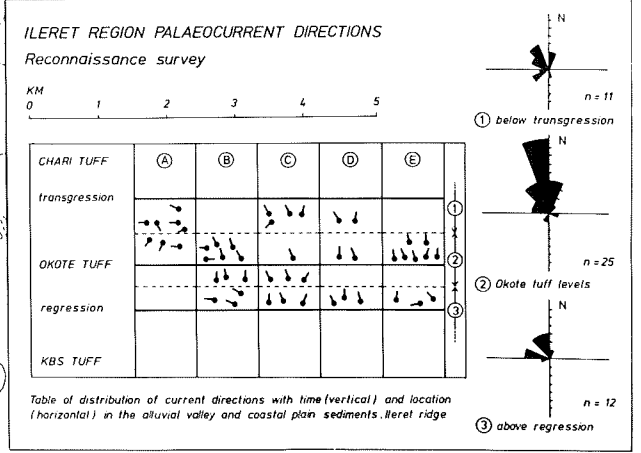 ILERET REGION PALAEOCURRENT DIRECTIONS
Reconnaissance survey
KM
0 1 2 3 4 5
CHARI TUFF A B C D E
transgression
1
OKOTE TUFF
2
regression
3
KBS TUFF
Table of distribution of current directions with time (vertical) and location
(horizontal) in the alluvial valley and coastal plain sediments, Ileret ridge
N
n = 11
1 below transgression
N
n = 25
2 Okote tuff levels
N
n = 12
3 above regression